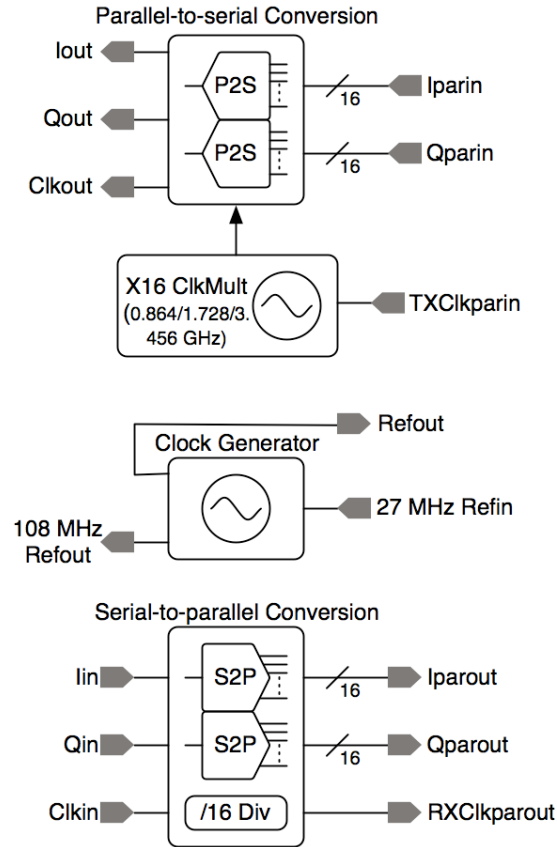 Parallel-to-serial Conversion
Iout
P2S
16
Iparin
Qout
P2S
16
Qparin
Clkout
X16 ClkMult
(0.864/1.728/3.
456 GHz)
TXClkparin
Refout
Clock Generator
27 MHz Refin
108 MHz
Refout
Serial-to-parallel Conversion
Iin
S2P
16
Iparout
Qin
S2P
16
Qparout
Clkin
/16 Div
RXClkparout